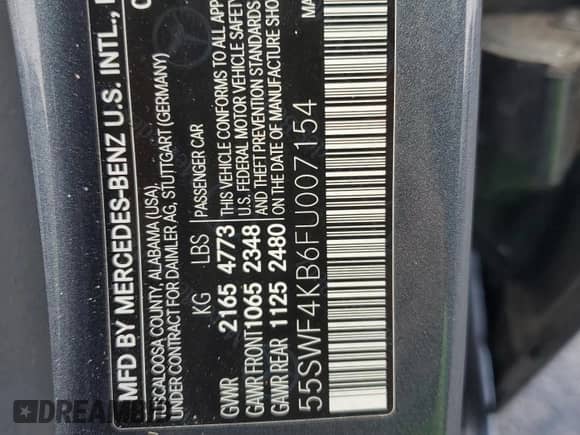 MFD BY MERCEDES-BENZ U.S. INTL.,
TUSCALOOSA COUNTY, ALABAMA (USA),
UNDER CONTRACT FOR DAIMLER AG, STUTTGART (GERMANY)
KG LBS PASSENGER CAR
GVWR 2165 4773 THIS VEHICLE CONFORMS TO ALL APP
GAWR FRONT 1065 2348 U.S. FEDERAL MOTOR VEHICLE SAFETY
GAWR REAR 1125 2480 AND THEFT PREVENTION STANDARDS
(ON THE DATE OF MANUFACTURE
55SWF4KB6FU007154
MA
DREAMBID